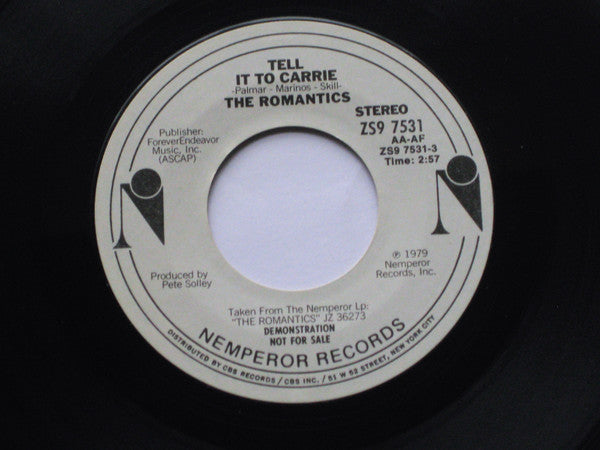 TELL
IT TO CARRIE
-Palmar - Marinos - Skill-
THE ROMANTICS
Publisher:
ForeverEndeavor
Music, Inc.
(ASCAP)
STEREO
ZS9 7531
AA-AF
ZS9 7531-3
Time: 2:57
Produced by
Pete Solley
℗ 1979
Nemperor
Records, Inc.
Taken From The Nemperor Lp:
"THE ROMANTICS" JZ 36273
DEMONSTRATION
NOT FOR SALE
NEMPEROR RECORDS
DISTRIBUTED BY CBS RECORDS / CBS INC. / 51 W 52 STREET, NEW YORK CITY